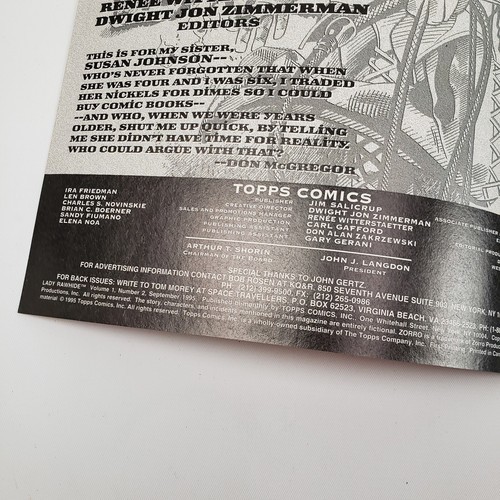 RENEE
DWIGHT JON ZIMMERMAN
EDITORS
THIS IS FOR MY SISTER,
SUSAN JOHNSON--
WHO'S NEVER FORGOTTEN THAT WHEN
SHE WAS FOUR AND I WAS SIX, I TRADED
HER NICKELS FOR DIMES SO I COULD
BUY COMIC BOOKS--
--AND WHO, WHEN WE WERE YEARS
OLDER, SHUT ME UP QUICK, BY TELLING
ME SHE DIDN'T HAVE TIME FOR REALITY.
WHO COULD ARGUE WITH THAT?
--DON McGREGOR
TOPPS COMICS
IRA FRIEDMAN PUBLISHER JIM SALICRUP ASSOCIATE PUBLISHER
LEN BROWN CREATIVE DIRECTOR DWIGHT JON ZIMMERMAN
CHARLES S. NOVINSKIE SALES AND PROMOTIONS MANAGER RENÉE WITTERSTAETTER
BRIAN C. BOERNER GRAPHIC PRODUCTION CARL GAFFORD EDITORIAL
SANDY FIUMANO PUBLISHING ASSISTANT DON ALAN ZAKRZEWSKI
ELENA NOA PUBLISHING ASSISTANT GARY GERANI
ARTHUR T. SHORIN JOHN J. LANGDON
CHAIRMAN OF THE BOARD PRESIDENT
SPECIAL THANKS TO JOHN GERTZ.
FOR ADVERTISING INFORMATION CONTACT BOB ROSEN AT KQ&R, 850 SEVENTH AVENUE SUITE 903, NEW YORK, NY
PH: (212)-399-9500, FX. (212) 265-0986
FOR BACK ISSUES: WRITE TO TOM MOREY AT SPACE TRAVELLERS, P.O. BOX 62523, VIRGINIA BEACH, VA
LADY RAWHIDE™ Volume 1, Number 2, September 1995. Published by TOPPS COMICS, INC., One Whitehall Street, New York, NY 10004.
Productions, Inc. All rights reserved. The story, characters, and incidents mentioned in this magazine are entirely fictional. ZORRO is a trademark of Zorro
material © 1995 Topps Comics, Inc. All rights reserved. Topps Comics, Inc. is a wholly-owned subsidiary of The Topps Company, Inc.